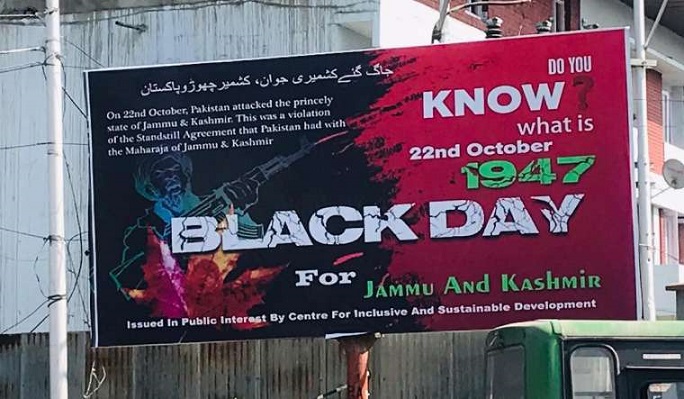 جاگ گئے کشمیری جوان، کشمیر چھوڑو پاکستان
On 22nd October, Pakistan attacked the princely
state of Jammu & Kashmir. This was a violation
of the Standstill Agreement that Pakistan had with
the Maharaja of Jammu & Kashmir
DO YOU
KNOW?
what is
22nd October
1947
BLACK DAY
For Jammu And Kashmir
Issued In Public Interest By Centre For Inclusive And Sustainable Development